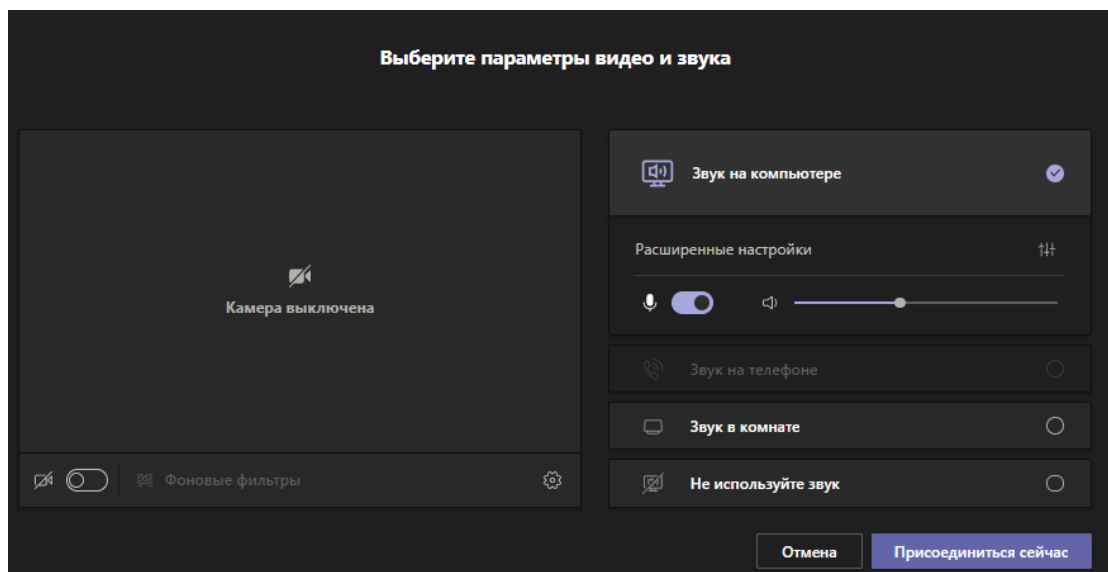 Выберите параметры видео и звука
Камера выключена
Фоновые фильтры
Звук на компьютере
Расширенные настройки
Звук на телефоне
Звук в комнате
Не используйте звук
Отмена
Присоединиться сейчас